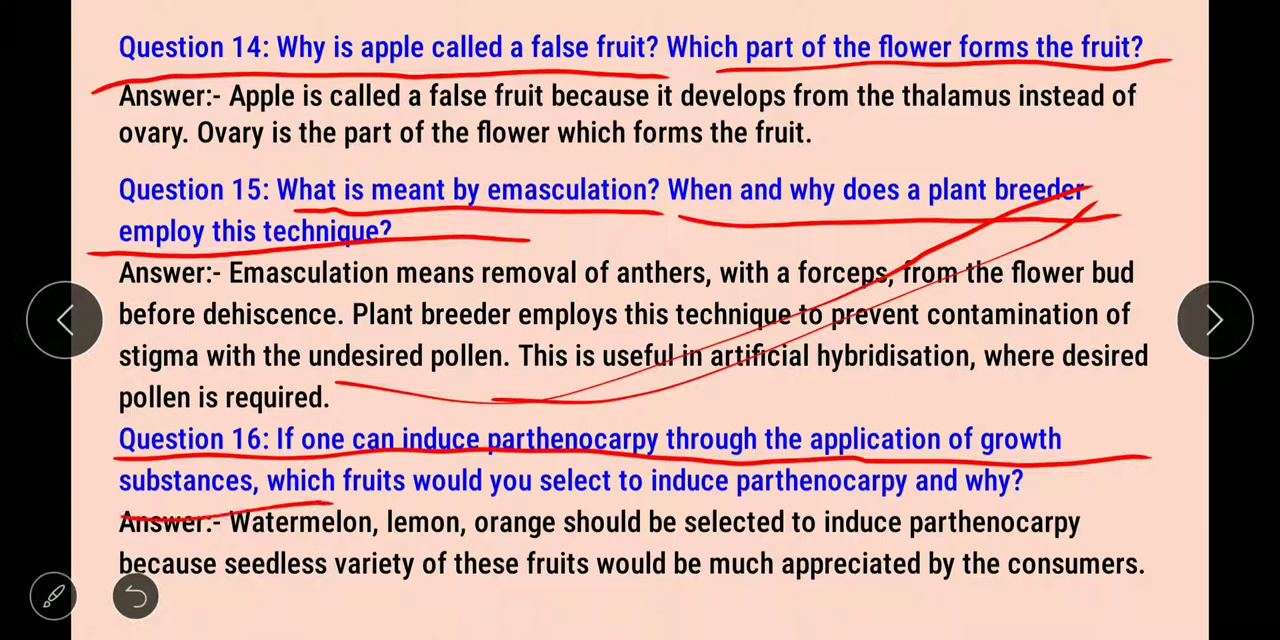 Question 14: Why is apple called a false fruit? Which part of the flower forms the fruit?
Answer:- Apple is called a false fruit because it develops from the thalamus instead of
ovary. Ovary is the part of the flower which forms the fruit.
Question 15: What is meant by emasculation? When and why does a plant breeder
employ this technique?
Answer:- Emasculation means removal of anthers, with a forceps, from the flower bud
before dehiscence. Plant breeder employs this technique to prevent contamination of
stigma with the undesired pollen. This is useful in artificial hybridisation, where desired
pollen is required.
Question 16: If one can induce parthenocarpy through the application of growth
substances, which fruits would you select to induce parthenocarpy and why?
Answer:- Watermelon, lemon, orange should be selected to induce parthenocarpy
because seedless variety of these fruits would be much appreciated by the consumers.